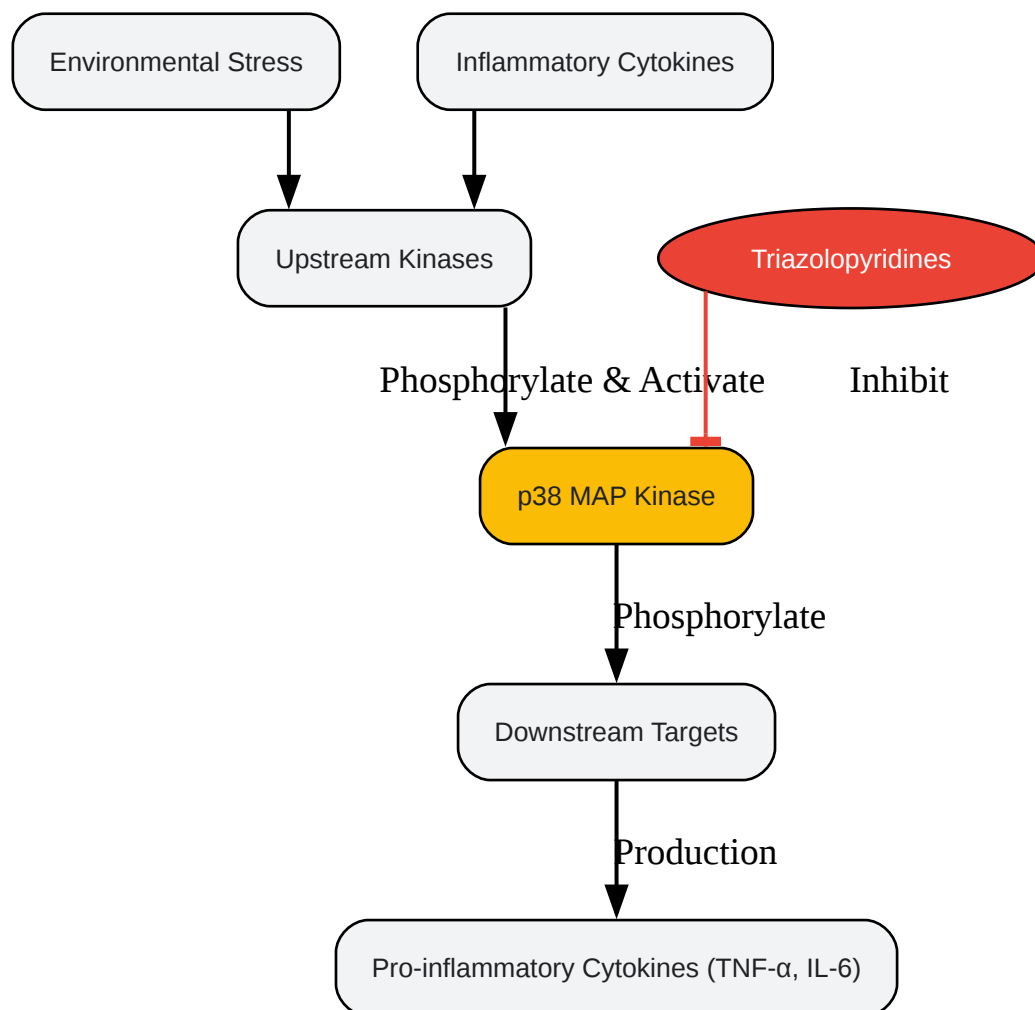 Environmental Stress
Inflammatory Cytokines
Upstream Kinases
Triazolopyridines
Phosphorylate & Activate
Inhibit
p38 MAP Kinase
Phosphorylate
Downstream Targets
Production
Pro-inflammatory Cytokines (TNF-α, IL-6)